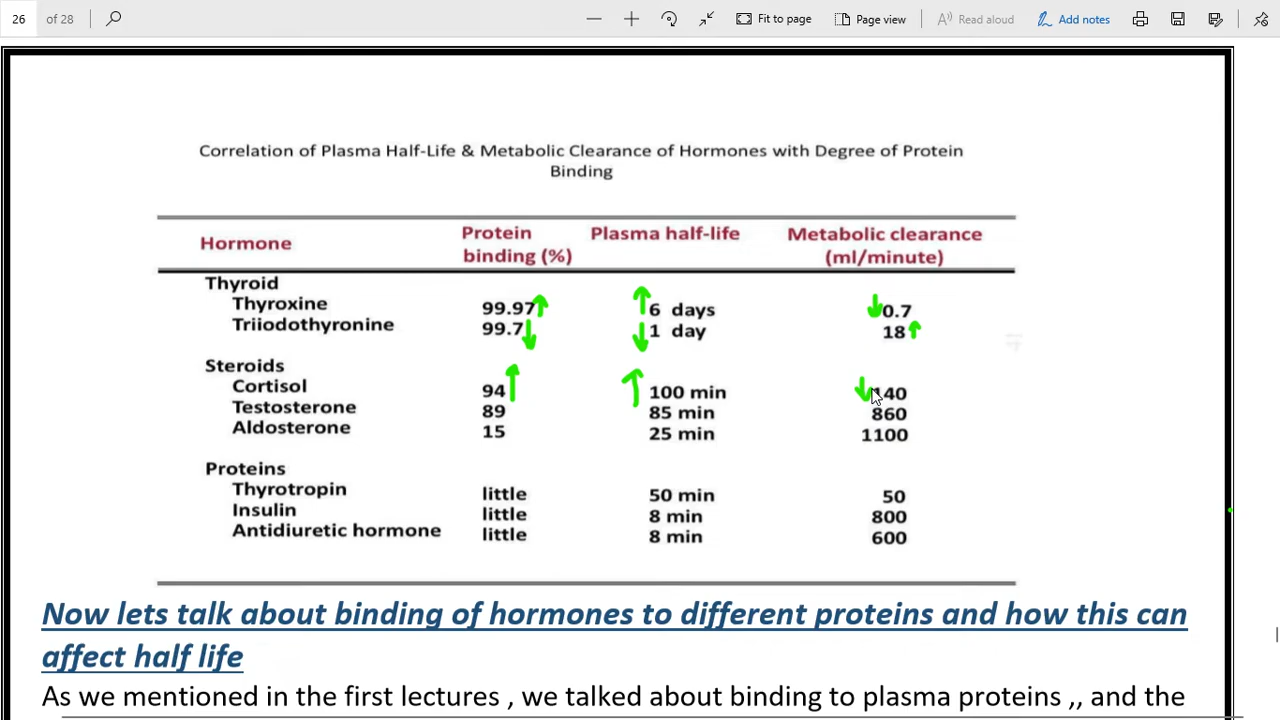 26 of 28 Fit to page Page view Read aloud Add notes
Correlation of Plasma Half-Life & Metabolic Clearance of Hormones with Degree of Protein
Binding
Hormone Protein binding (%) Plasma half-life Metabolic clearance (ml/minute)
Thyroid
Thyroxine 99.97 6 days 0.7
Triiodothyronine 99.7 1 day 18
Steroids
Cortisol 94 100 min 140
Testosterone 89 85 min 860
Aldosterone 15 25 min 1100
Proteins
Thyrotropin little 50 min 50
Insulin little 8 min 800
Antidiuretic hormone little 8 min 600
Now lets talk about binding of hormones to different proteins and how this can
affect half life
As we mentioned in the first lectures , we talked about binding to plasma proteins ,, and the